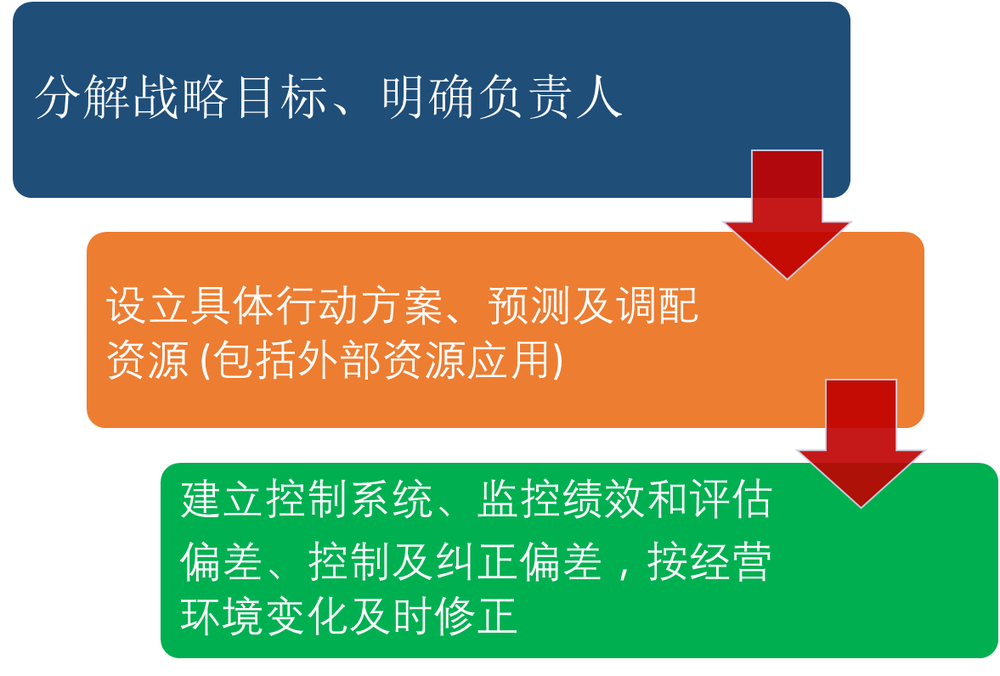 分解战略目标、明确负责人
设立具体行动方案、预测及调配
资源 (包括外部资源应用)
建立控制系统、监控绩效和评估
偏差、控制及纠正偏差，按经营
环境变化及时修正